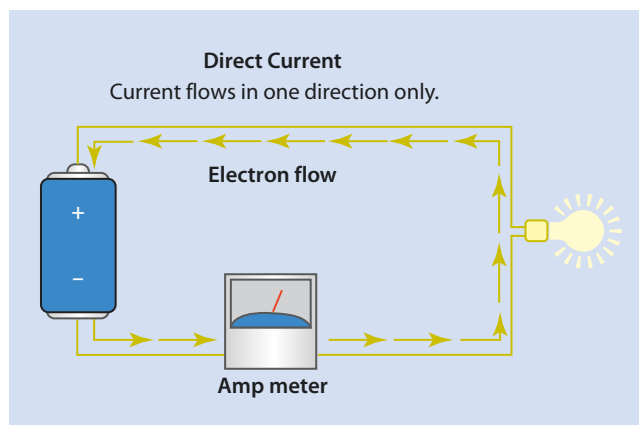 Direct Current
Current flows in one direction only.
Electron flow
+
−
Amp meter